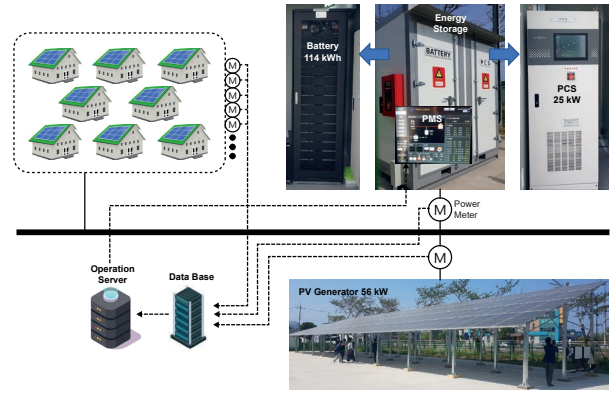 Energy
Storage
Battery
114 kWh
BATTERY
P C S
PCS
25 kW
PMS
M
M
M
M
M
M
Power
Meter
M
Operation
Server
Data Base
PV Generator 56 kW